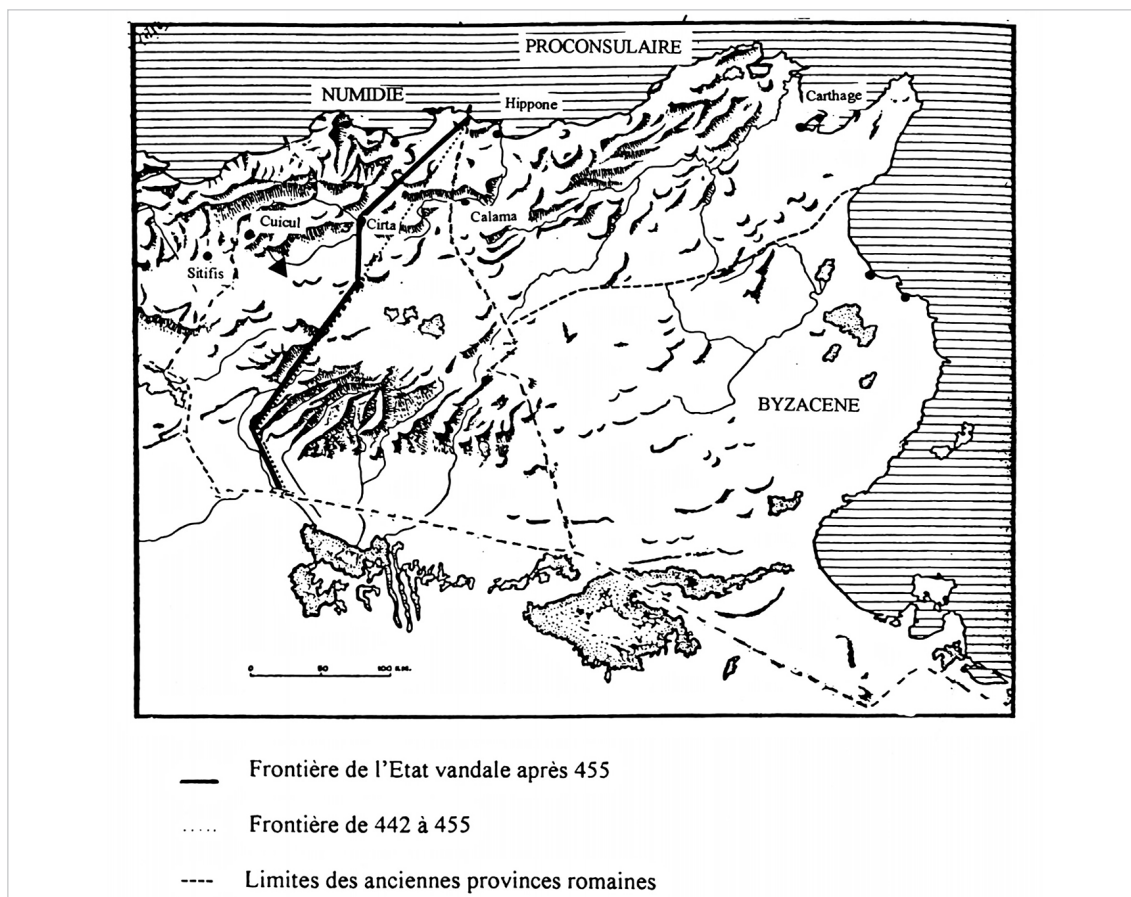 PROCONSULAIRE
NUMIDIE
Hippone
Carthage
Cuicul
Cirta
Calama
Sitifis
BYZACENE
0 50 100 K.M.
Frontière de l'Etat vandale après 455
Frontière de 442 à 455
Limites des anciennes provinces romaines